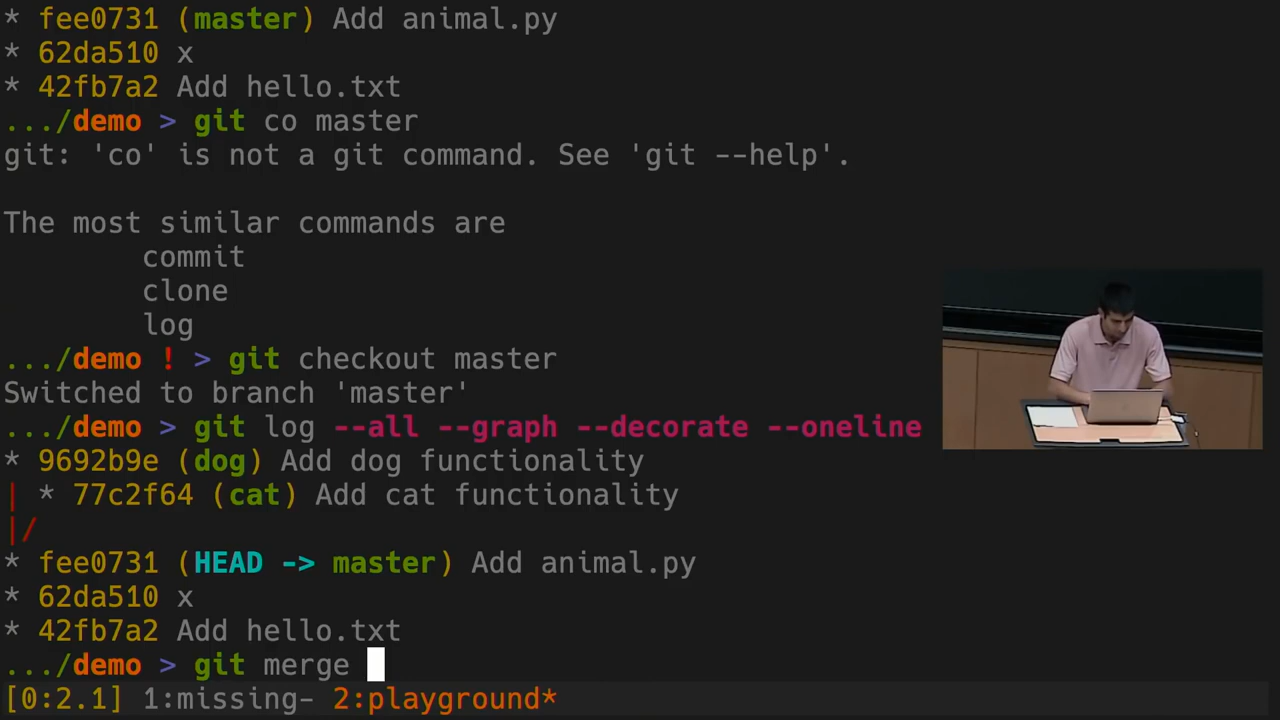 * fee0731 (master) Add animal.py
* 62da510 x
* 42fb7a2 Add hello.txt
.../demo > git co master
git: 'co' is not a git command. See 'git --help'.
The most similar commands are
commit
clone
log
.../demo ! > git checkout master
Switched to branch 'master'
.../demo > git log --all --graph --decorate --oneline
* 9692b9e (dog) Add dog functionality
| * 77c2f64 (cat) Add cat functionality
|/
* fee0731 (HEAD -> master) Add animal.py
* 62da510 x
* 42fb7a2 Add hello.txt
.../demo > git merge
[0:2.1] 1:missing- 2:playground*